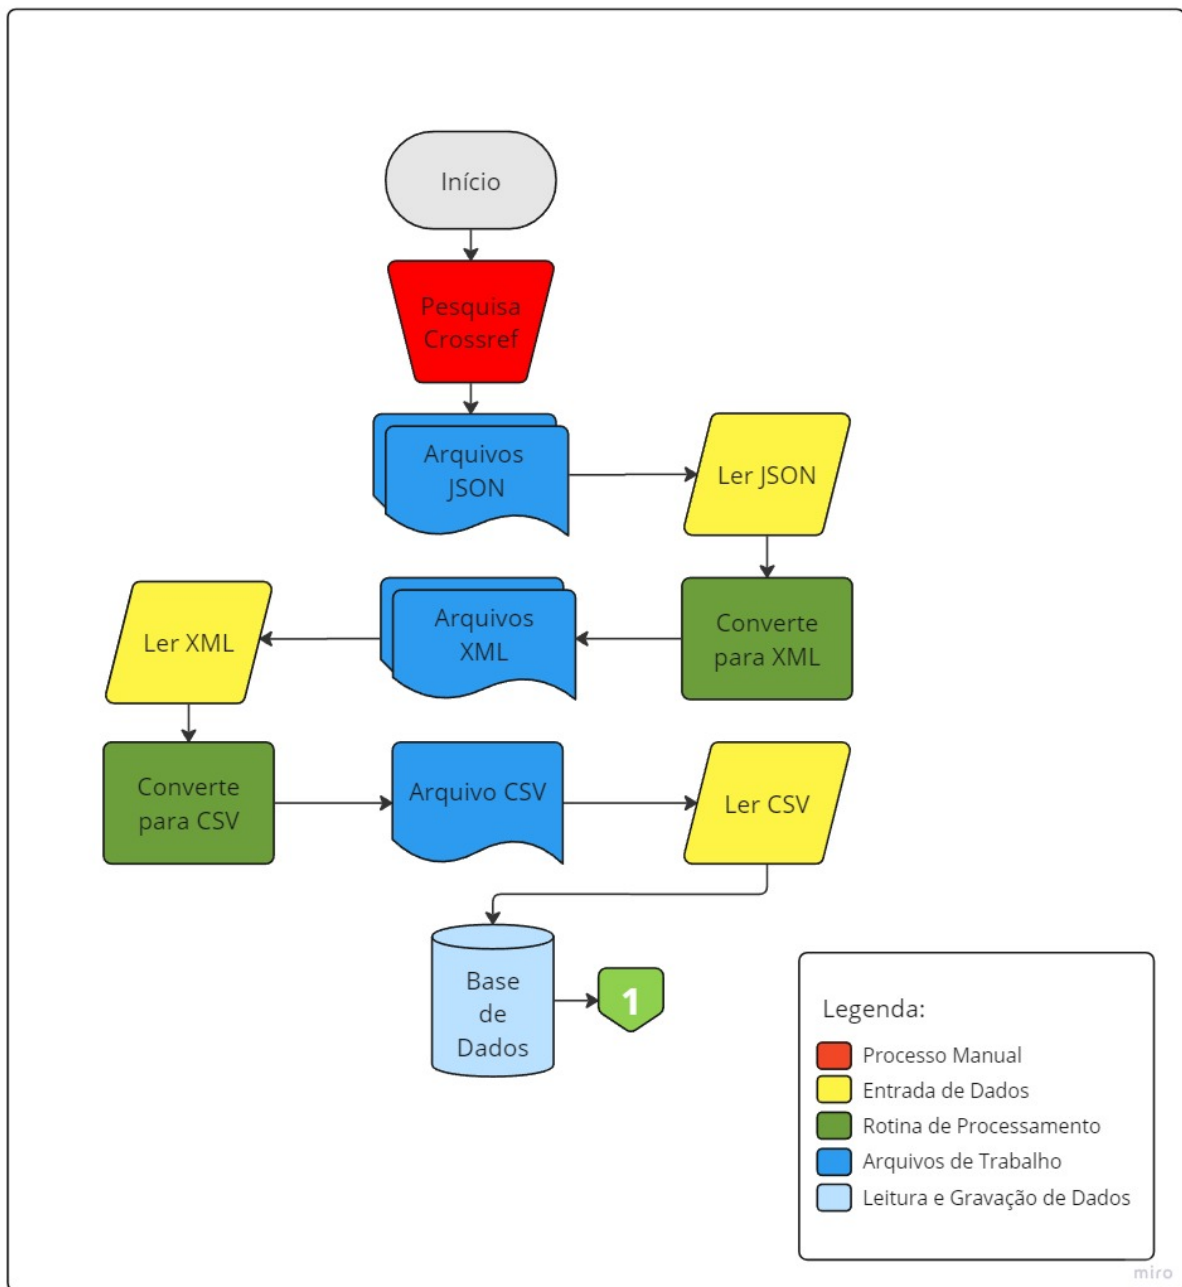 Início
Pesquisa
Crossref
Arquivos
JSON
Ler JSON
Converte
para XML
Arquivos
XML
Ler XML
Converte
para CSV
Arquivo CSV
Ler CSV
Base
de
Dados
1
Legenda:
Processo Manual
Entrada de Dados
Rotina de Processamento
Arquivos de Trabalho
Leitura e Gravação de Dados
miro